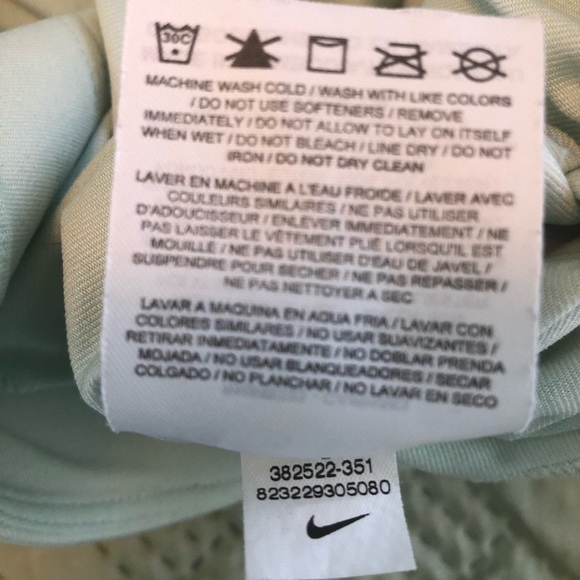 30C
MACHINE WASH COLD / WASH WITH LIKE COLORS
/ DO NOT USE SOFTENERS / REMOVE
IMMEDIATELY / DO NOT ALLOW TO LAY ON ITSELF
WHEN WET / DO NOT BLEACH / LINE DRY / DO NOT
IRON / DO NOT DRY CLEAN
LAVER EN MACHINE A L'EAU FROIDE / LAVER AVEC
COULEURS SIMILAIRES / NE PAS UTILISER
D'ADOUCISSEUR / ENLEVER IMMEDIATEMENT / NE
PAS LAISSER LE VÊTEMENT PLIÉ LORSQU'IL EST
MOUILLÉ / NE PAS UTILISER D'EAU DE JAVEL /
SUSPENDRE POUR SECHER / NE PAS REPASSER /
NE PAS NETTOYER A SEC
LAVAR A MAQUINA EN AGUA FRIA / LAVAR CON
COLORES SIMILARES / NO USAR SUAVIZANTES /
RETIRAR INMEDIATAMENTE / NO DOBLAR PRENDA
MOJADA / NO USAR BLANQUEADORES / SECAR
COLGADO / NO PLANCHAR / NO LAVAR EN SECO
382522-351
823229305080